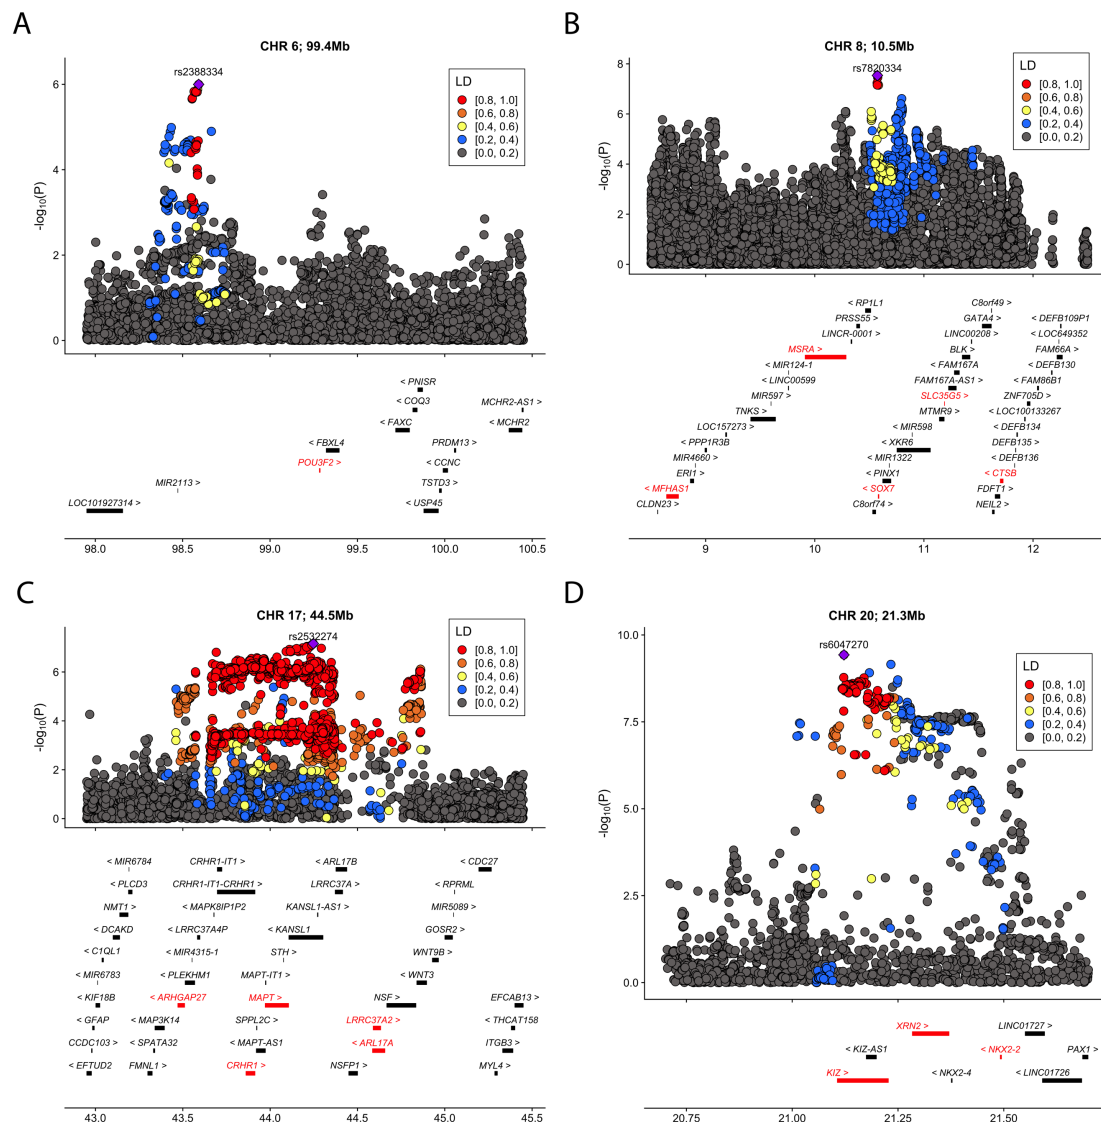 A
CHR 6; 99.4Mb
rs2388334
LD
[0.8, 1.0]
[0.6, 0.8)
[0.4, 0.6)
[0.2, 0.4)
[0.0, 0.2)
-log10(P)
6
4
2
0
< PNISR
< COQ3
MCHR2-AS1 >
< FAXC
< MCHR2
< FBXL4
PRDM13 >
POU3F2 >
< CCNC
MIR2113 >
TSTD3 >
LOC101927314 >
< USP45
98.0
98.5
99.0
99.5
100.0
100.5
B
CHR 8; 10.5Mb
rs7820334
LD
[0.8, 1.0]
[0.6, 0.8)
[0.4, 0.6)
[0.2, 0.4)
[0.0, 0.2)
-log10(P)
8
6
4
2
0
< RP1L1
C8orf49 >
PRSS55 >
GATA4 >
< DEFB109P1
LINCR-0001 >
LINC00208 >
< LOC649352
MSRA >
BLK >
FAM66A >
< MIR124-1
< FAM167A
< DEFB130
< LINC00599
FAM167A-AS1 >
< FAM86B1
MIR597 >
SLC35G5 >
ZNF705D >
TNKS >
MTMR9 >
< LOC100133267
LOC157273 >
< MIR598
< DEFB134
< PPP1R3B
< XKR6
DEFB135 >
MIR4660 >
< MIR1322
< DEFB136
ERI1 >
< PINX1
< CTSB
< MFHAS1
< SOX7
FDFT1 >
CLDN23 >
C8orf74 >
NEIL2 >
9
10
11
12
C
CHR 17; 44.5Mb
rs2532274
LD
[0.8, 1.0]
[0.6, 0.8)
[0.4, 0.6)
[0.2, 0.4)
[0.0, 0.2)
-log10(P)
6
4
2
0
< MIR6784
CRHR1-IT1 >
< ARL17B
< CDC27
< PLCD3
CRHR1-IT1-CRHR1 >
LRRC37A >
< RPRML
NMT1 >
< MAPK8IP1P2
KANSL1-AS1 >
MIR5089 >
< DCAKD
< LRRC37A4P
< KANSL1
GOSR2 >
< C1QL1
< MIR4315-1
STH >
WNT9B >
< MIR6783
< PLEKHM1
MAPT-IT1 >
< WNT3
< KIF18B
< ARHGAP27
MAPT >
NSF >
EFCAB13 >
< GFAP
< MAP3K14
SPPL2C >
LRRC37A2 >
< THCAT158
CCDC103 >
< SPATA32
< MAPT-AS1
< ARL17A
ITGB3 >
< EFTUD2
FMNL1 >
CRHR1 >
NSFP1 >
MYL4 >
43.0
43.5
44.0
44.5
45.0
45.5
D
CHR 20; 21.3Mb
rs6047270
LD
[0.8, 1.0]
[0.6, 0.8)
[0.4, 0.6)
[0.2, 0.4)
[0.0, 0.2)
-log10(P)
10.0
7.5
5.0
2.5
0.0
XRN2 >
LINC01727 >
< KIZ-AS1
< NKX2-2
PAX1 >
KIZ >
< NKX2-4
< LINC01726
20.75
21.00
21.25
21.50